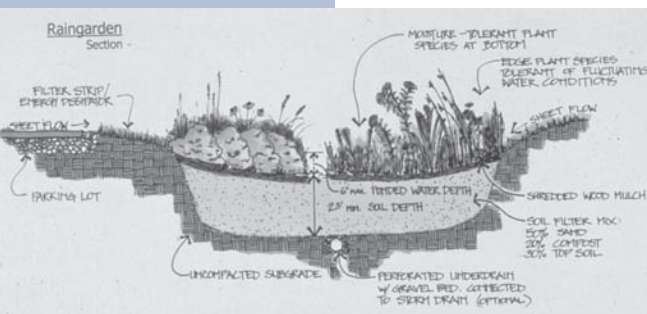 Raingarden
Section -
MOISTURE-TOLERANT PLANT
SPECIES AT BOTTOM
EDGE PLANT SPECIES
TOLERANT OF FLUCTUATING
WATER CONDITIONS
FILTER STRIP/
ENERGY DISSIPATOR
SHEET FLOW
SHEET FLOW
PARKING LOT
6" MAX. PONDED WATER DEPTH
MIN. SOIL DEPTH
SHREDDED WOOD MULCH
SOIL FILTER MIX:
50% SAND
20% COMPOST
30% TOP SOIL
UNCOMPACTED SUBGRADE
PERFORATED UNDERDRAIN
W/ GRAVEL BED. CONNECTED
TO STORM DRAIN (OPTIONAL)